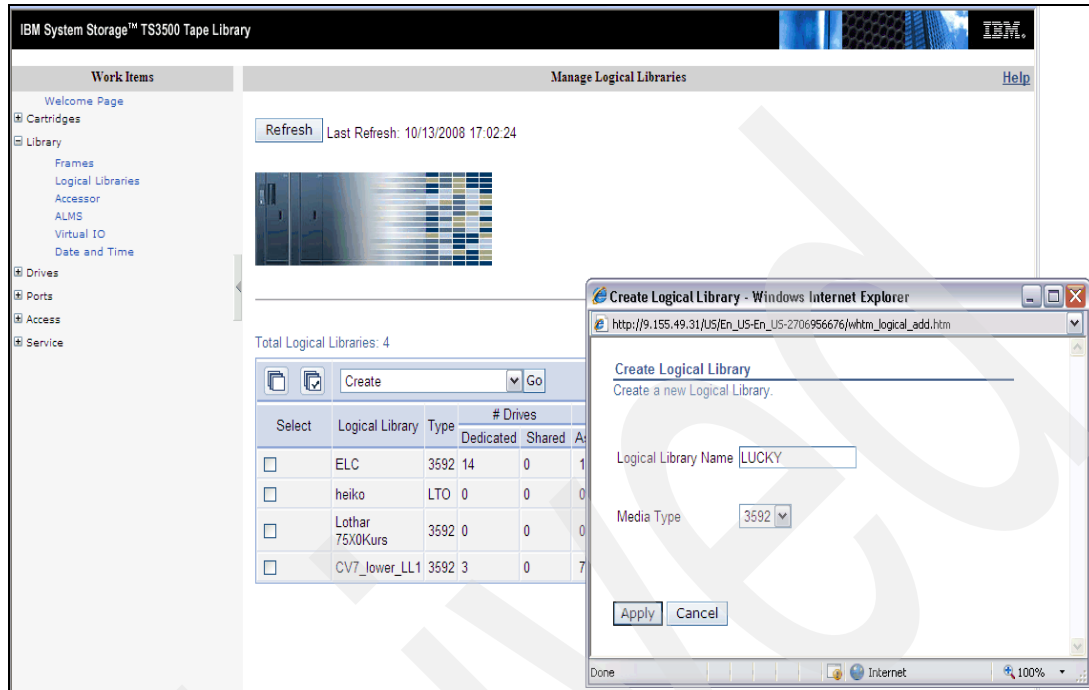 IBM System Storage™ TS3500 Tape Library
IBM.
Work Items
Manage Logical Libraries
Help
Welcome Page
Cartridges
Library
Frames
Logical Libraries
Accessor
ALMS
Virtual IO
Date and Time
Drives
Ports
Access
Service
Refresh Last Refresh: 10/13/2008 17:02:24
Total Logical Libraries: 4
Create Go
Select Logical Library Type # Drives
Dedicated Shared As
ELC 3592 14 0 1
heiko LTO 0 0 0
Lothar
75X0Kurs 3592 0 0 0
CV7_lower_LL1 3592 3 0 7
Create Logical Library - Windows Internet Explorer
http://9.155.49.31/US/En_US-En_US-2706956676/whtm_logical_add.htm
Create Logical Library
Create a new Logical Library.
Logical Library Name LUCKY
Media Type 3592
Apply Cancel
Done Internet 100%